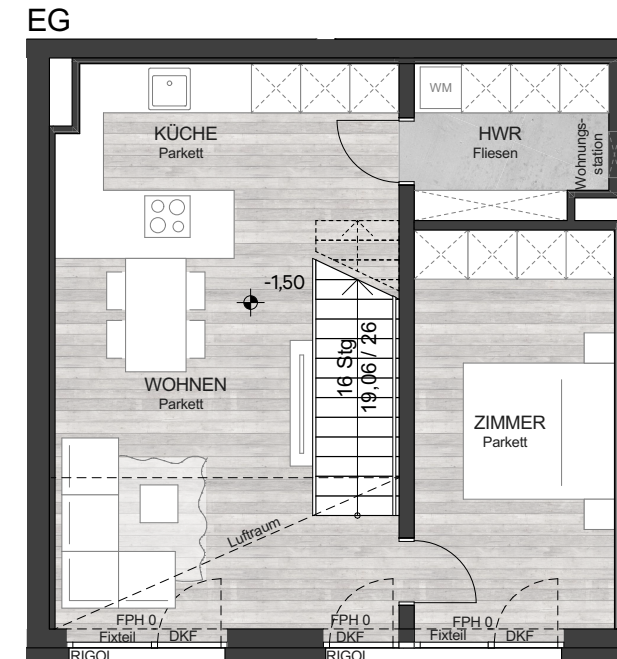 EG
WM
KÜCHE
Parkett
HWR
Fliesen
Wohnungs-
station
-1,50
16 Stg
19,06 / 26
WOHNEN
Parkett
ZIMMER
Parkett
Luftraum
FPH 0
FPH 0
FPH 0
Fixteil
DKF
DKF
Fixteil
DKF
RIGOL
RIGOL